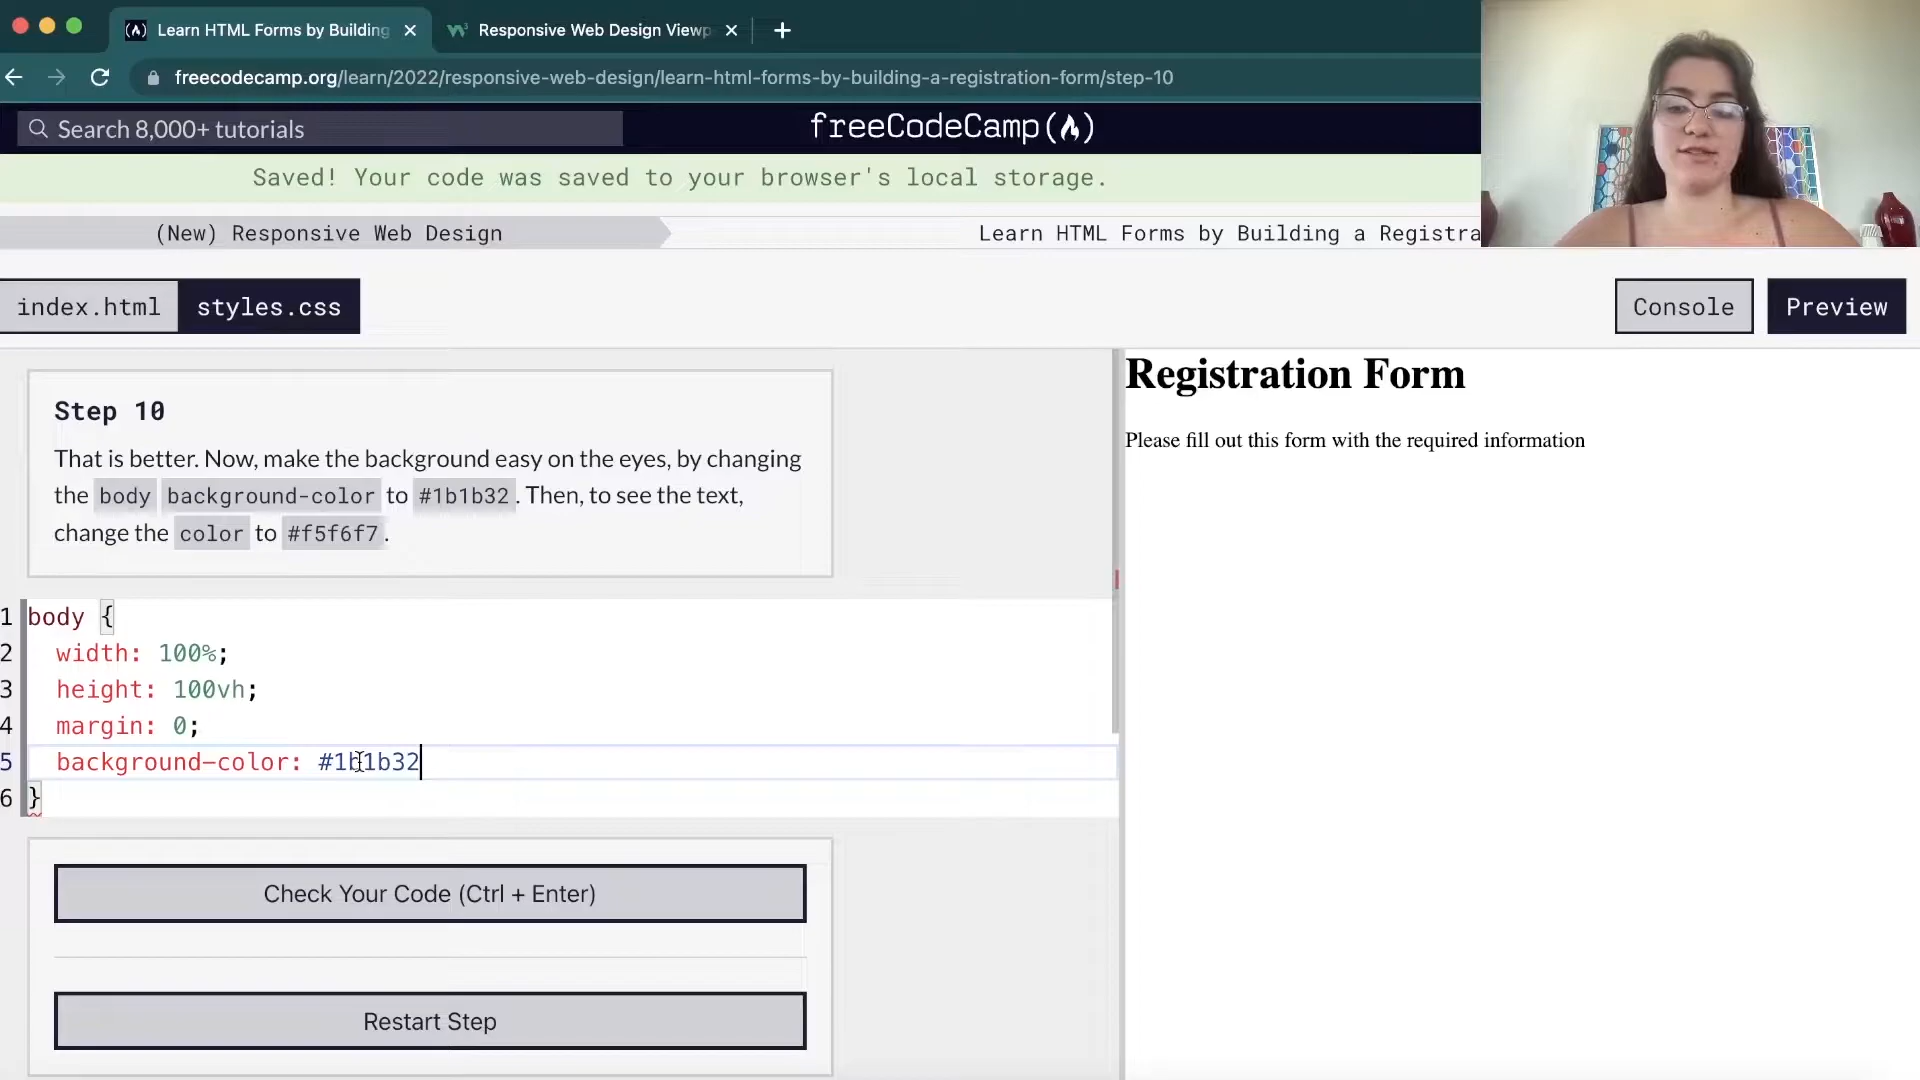 Learn HTML Forms by Building
Responsive Web Design Viewp
freecodecamp.org/learn/2022/responsive-web-design/learn-html-forms-by-building-a-registration-form/step-10
Search 8,000+ tutorials
freeCodeCamp
Saved! Your code was saved to your browser's local storage.
(New) Responsive Web Design
Learn HTML Forms by Building a Registra
index.html
styles.css
Console
Preview
Step 10
That is better. Now, make the background easy on the eyes, by changing
the body background-color to #1b1b32. Then, to see the text,
change the color to #f5f6f7.
1 body {
2 width: 100%;
3 height: 100vh;
4 margin: 0;
5 background-color: #1b1b32
6 }
Check Your Code (Ctrl + Enter)
Restart Step
Registration Form
Please fill out this form with the required information